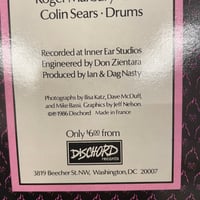 Colin Sears · Drums
Recorded at Inner Ear Studios
Engineered by Don Zientara
Produced by Ian & Dag Nasty
Photographs by Lisa Katz, Dave McDuff,
and Mike Bassi. Graphics by Jeff Nelson.
©℗ 1986 Dischord Made in France
Only $6.00 from
DISCHORD
records
3819 Beecher St. NW, Washington, DC 20007